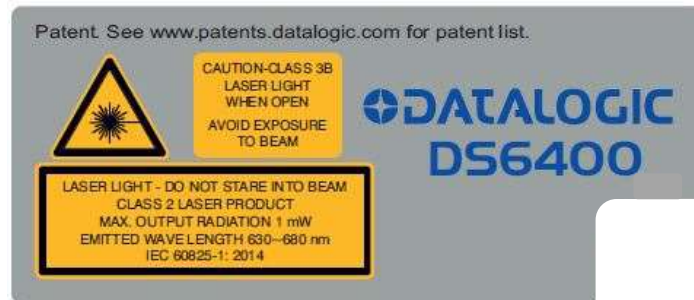 Patent. See www.patents.datalogic.com for patent list.
CAUTION-CLASS 3B
LASER LIGHT
WHEN OPEN
AVOID EXPOSURE
TO BEAM
DATALOGIC
DS6400
LASER LIGHT - DO NOT STARE INTO BEAM
CLASS 2 LASER PRODUCT
MAX. OUTPUT RADIATION 1 mW
EMITTED WAVE LENGTH 630~680 nm
IEC 60825-1: 2014